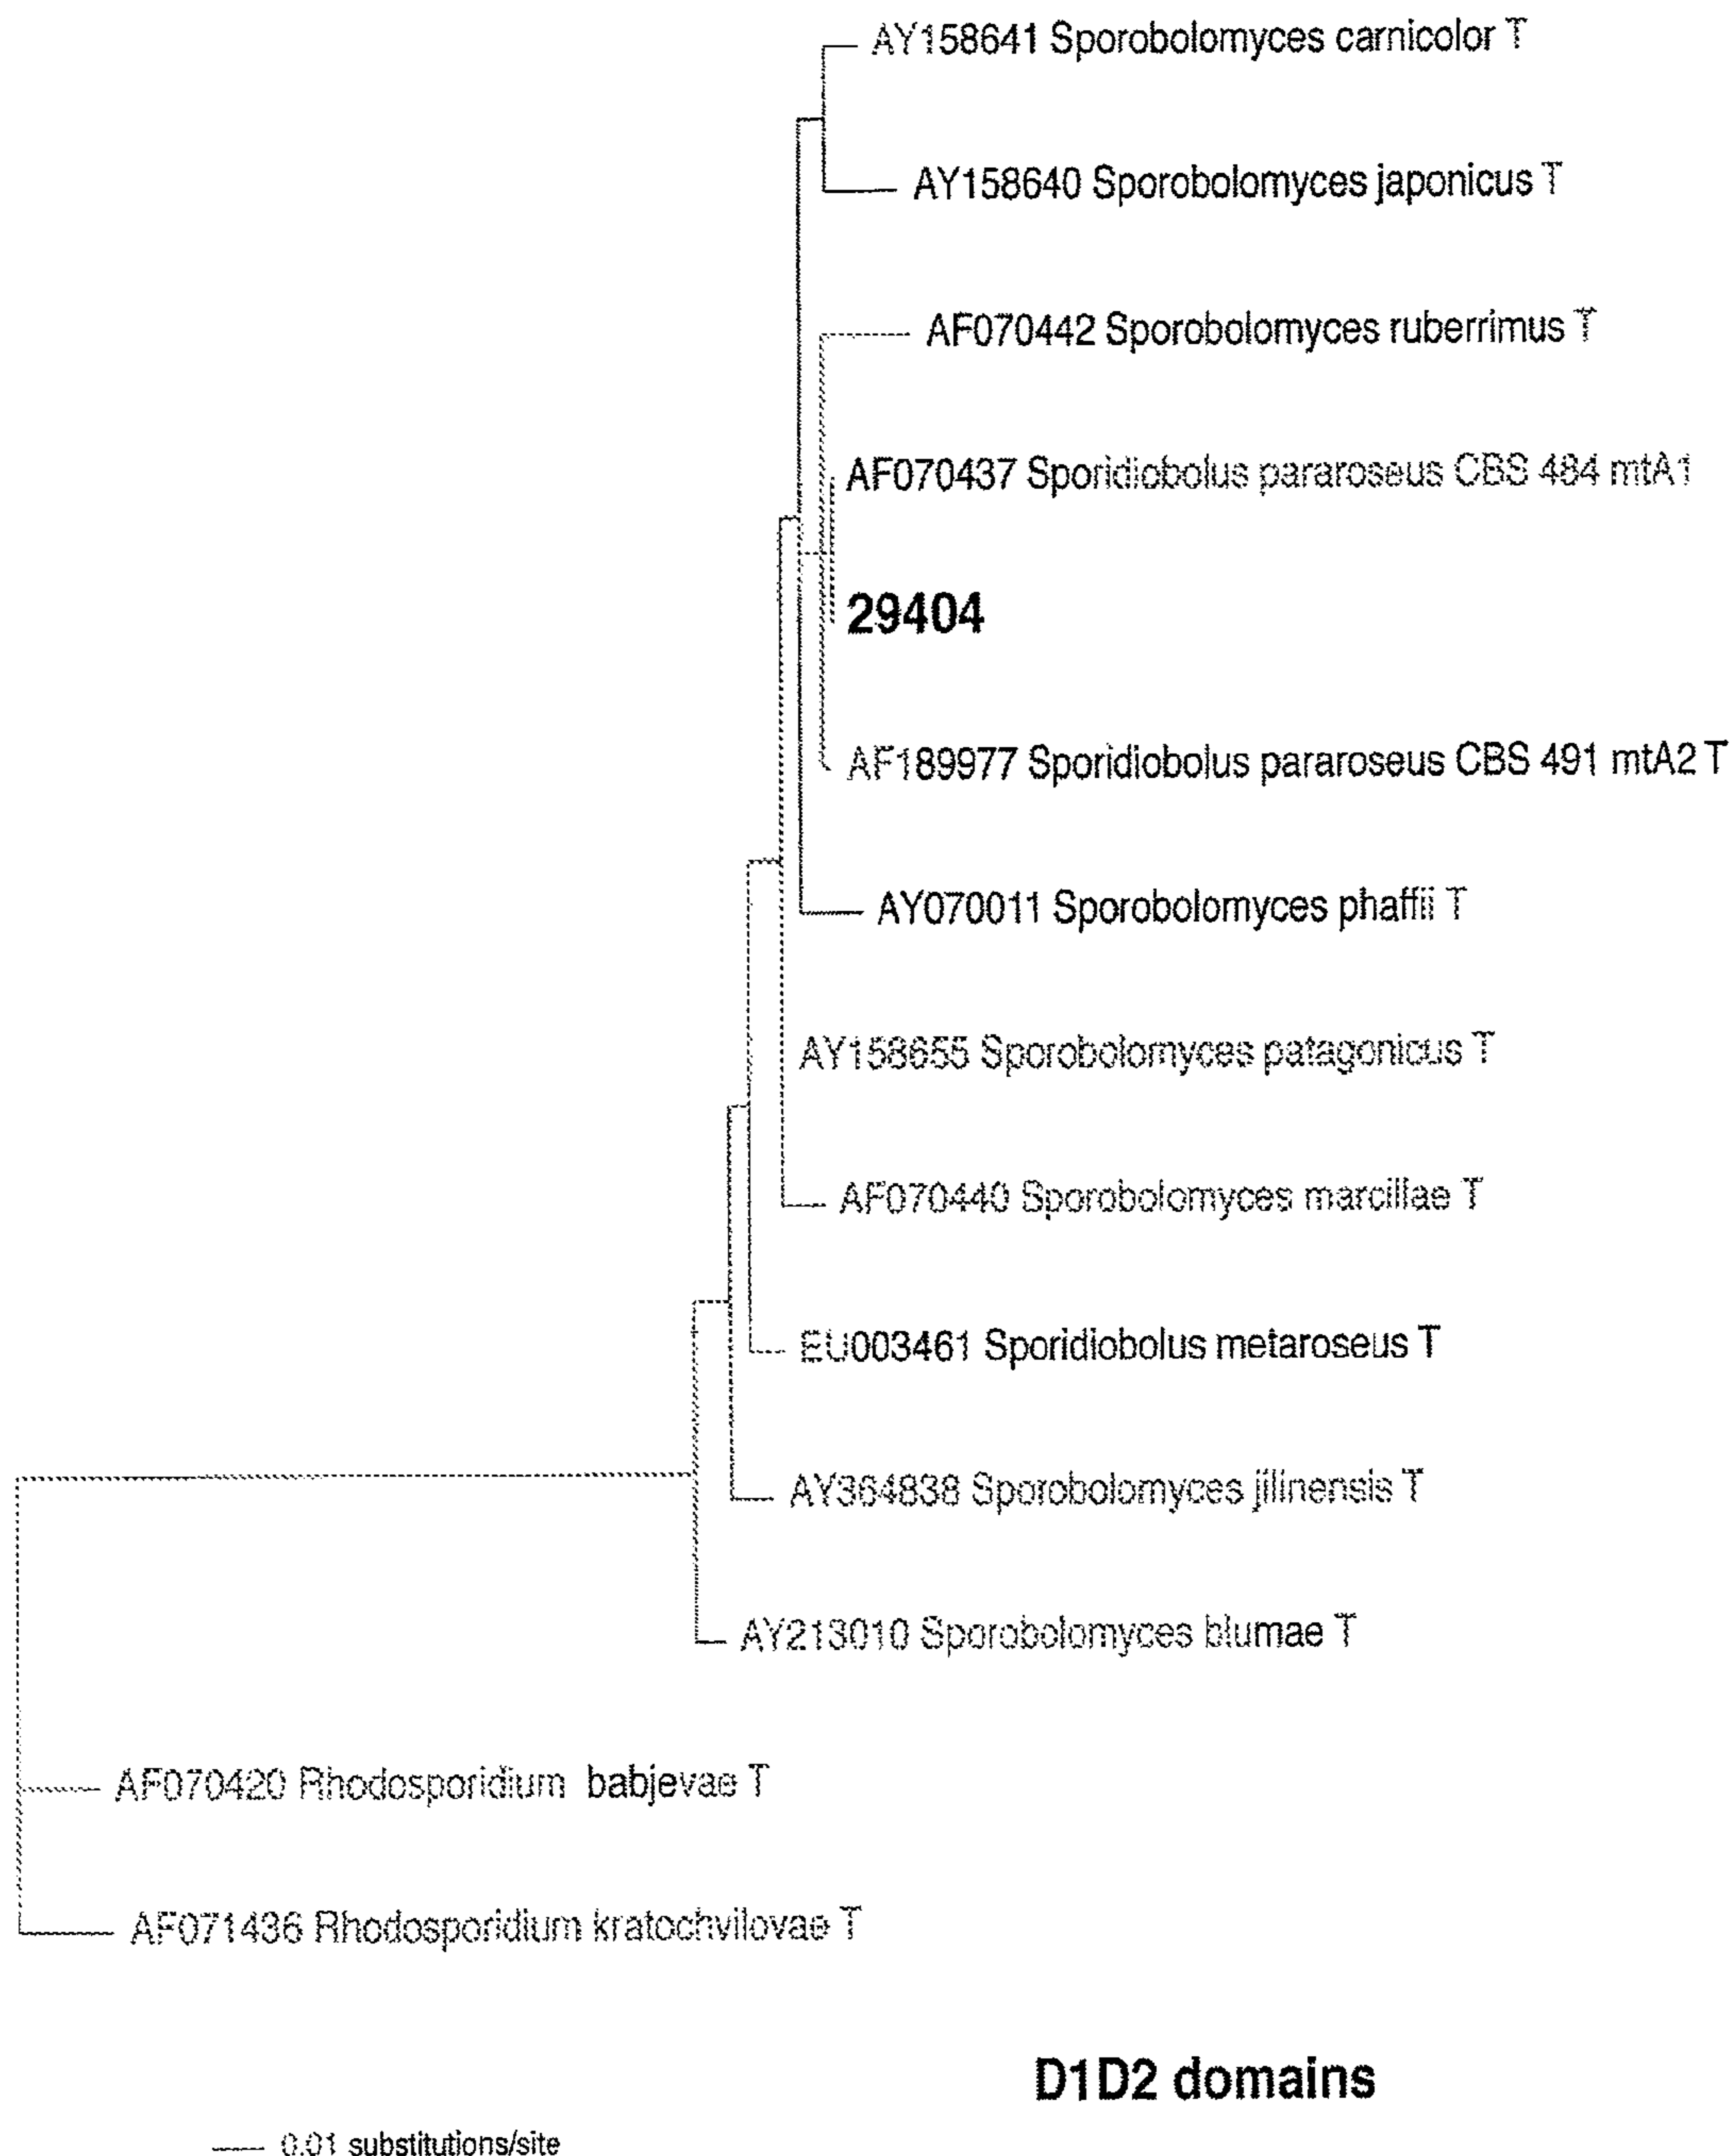 AY158641 Sporobolomyces carnicolor T
AY158640 Sporobolomyces japonicus T
AF070442 Sporobolomyces ruberrimus T
AF070437 Sporidiobolus pararoseus CBS 484 mtA1
29404
AF189977 Sporidiobolus pararoseus CBS 491 mtA2 T
AY070011 Sporobolomyces phaffii T
AY158655 Sporobolomyces patagonicus T
AF070440 Sporobolomyces marcillae T
EU003461 Sporidiobolus metaroseus T
AY364838 Sporobolomyces jilinensis T
AY213010 Sporobolomyces blumae T
AF070420 Rhodosporidium babjevae T
AF071436 Rhodosporidium kratochvilovae T
D1D2 domains
0.01 substitutions/site